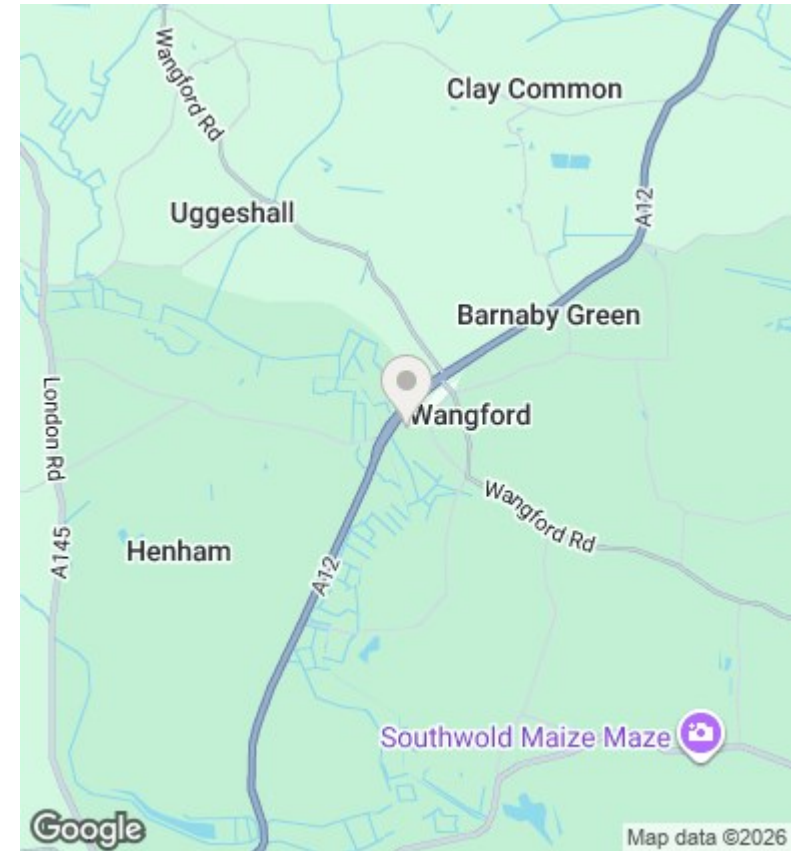 Wangford Rd
Clay Common
Uggeshall
A12
Barnaby Green
Wangford
London Rd
Wangford Rd
A145
Henham
A12
Southwold Maize Maze
Google
Map data ©2026